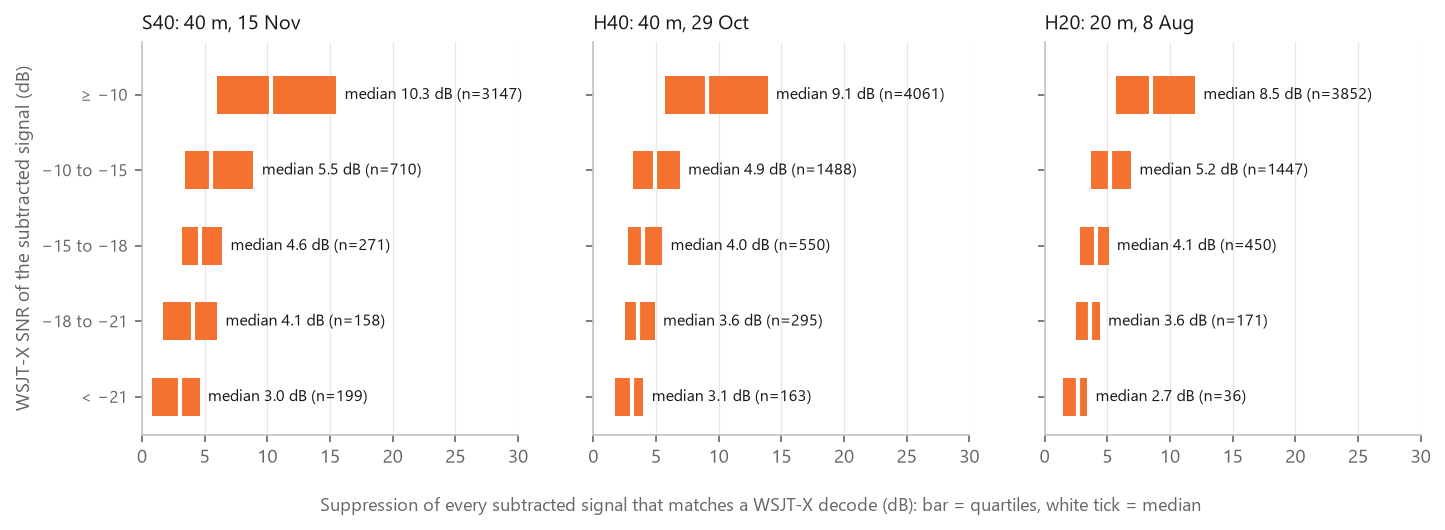 S40: 40 m, 15 Nov
H40: 40 m, 29 Oct
H20: 20 m, 8 Aug
WSJT-X SNR of the subtracted signal (dB)
≥ −10
median 10.3 dB (n=3147)
median 9.1 dB (n=4061)
median 8.5 dB (n=3852)
−10 to −15
median 5.5 dB (n=710)
median 4.9 dB (n=1488)
median 5.2 dB (n=1447)
−15 to −18
median 4.6 dB (n=271)
median 4.0 dB (n=550)
median 4.1 dB (n=450)
−18 to −21
median 4.1 dB (n=158)
median 3.6 dB (n=295)
median 3.6 dB (n=171)
< −21
median 3.0 dB (n=199)
median 3.1 dB (n=163)
median 2.7 dB (n=36)
0 5 10 15 20 25 30
0 5 10 15 20 25 30
0 5 10 15 20 25 30
Suppression of every subtracted signal that matches a WSJT-X decode (dB): bar = quartiles, white tick = median